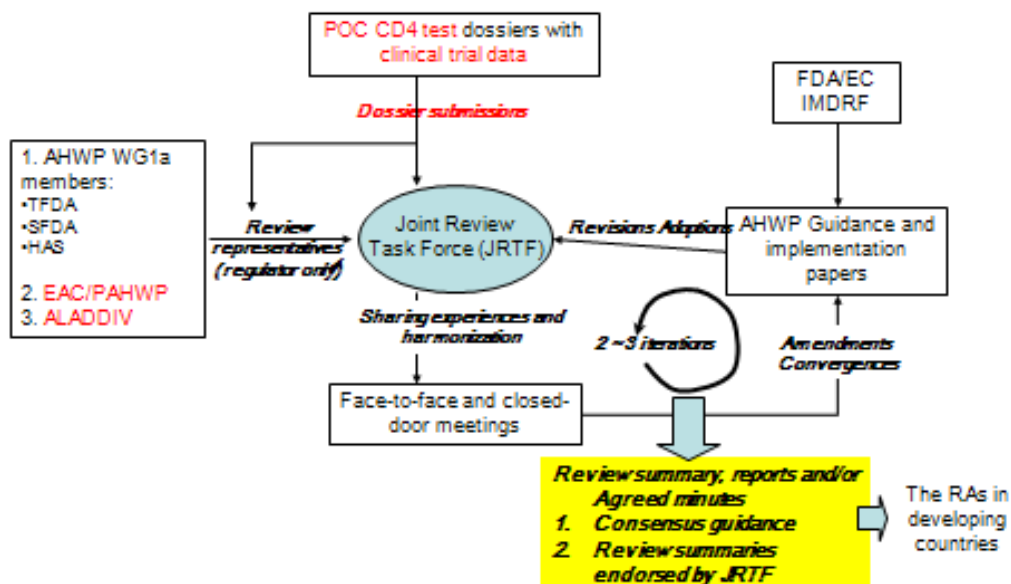 POC CD4 test dossiers with
clinical trial data
Dossier submissions
FDA/EC
IMDRF
1. AHWP WG1a
members:
•TFDA
•SFDA
•HAS
2. EAC/PAHWP
3. ALADDIV
Review
representatives
(regulator only)
Joint Review
Task Force (JRTF)
Revisions Adoptions
AHWP Guidance and
implementation
papers
Sharing experiences and
harmonization
2~3 iterations
Amendments
Convergences
Face-to-face and closed-
door meetings
Review summary, reports and/or
Agreed minutes
1. Consensus guidance
2. Review summaries
endorsed by JRTF
The RAs in
developing
countries